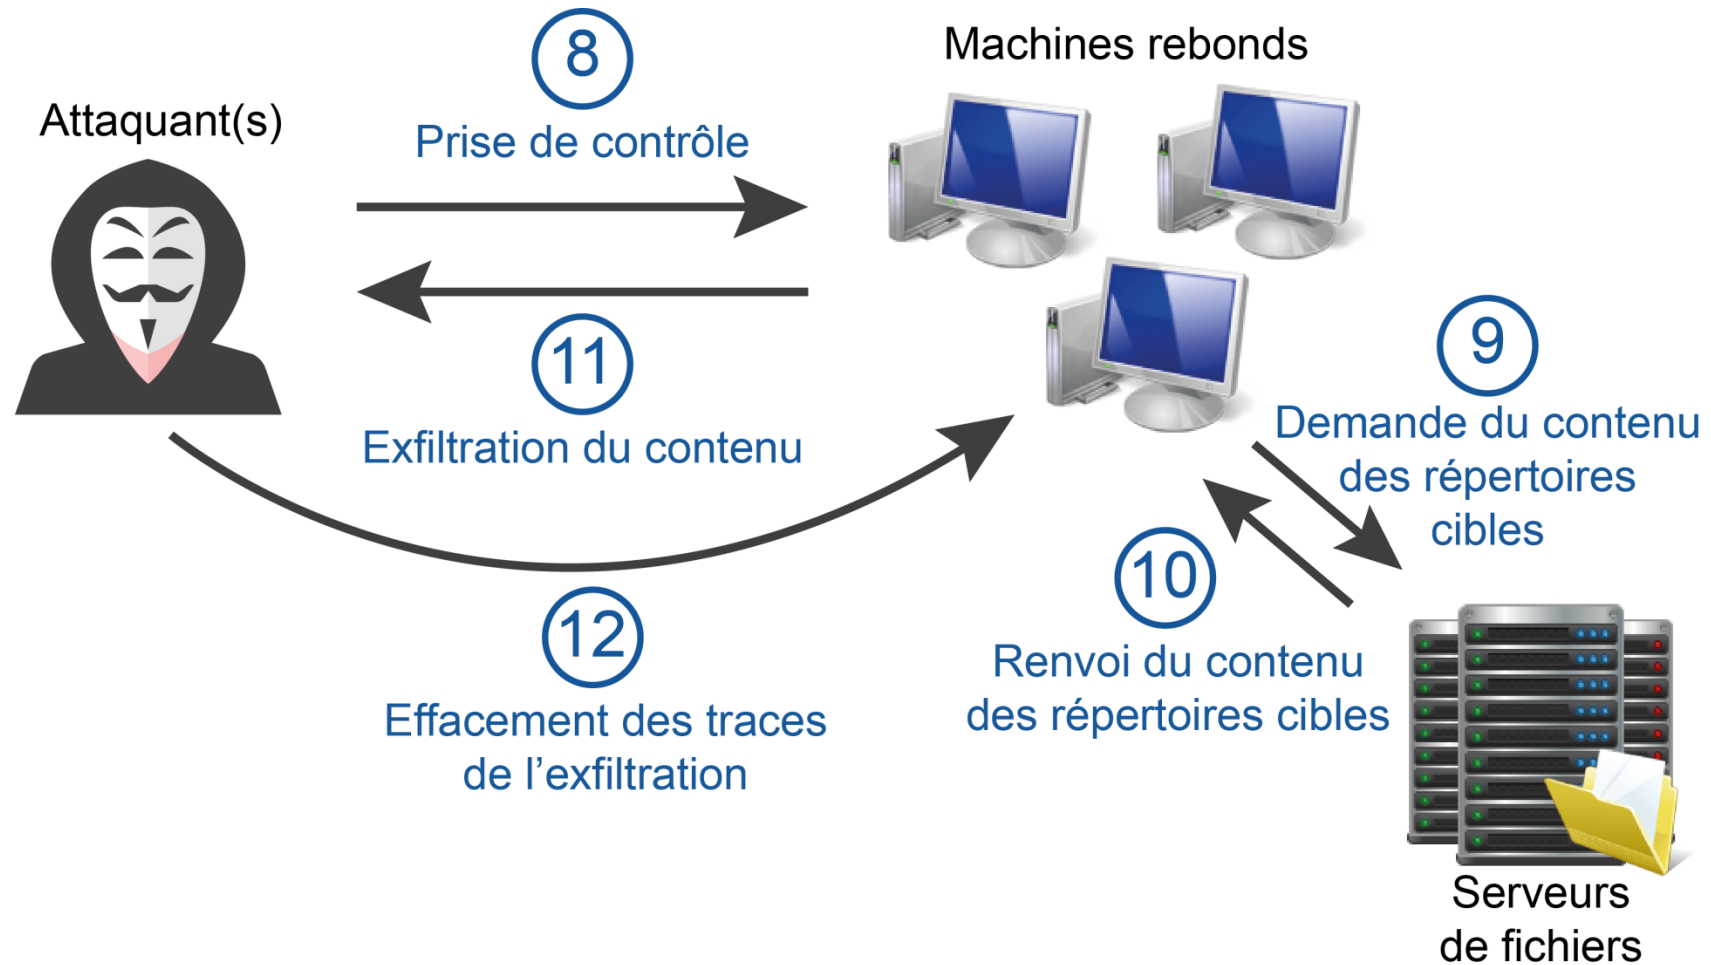 8
Machines rebonds
Attaquant(s)
Prise de contrôle
11
Exfiltration du contenu
9
Demande du contenu
des répertoires
cibles
10
Renvoi du contenu
des répertoires cibles
12
Effacement des traces
de l’exfiltration
Serveurs
de fichiers